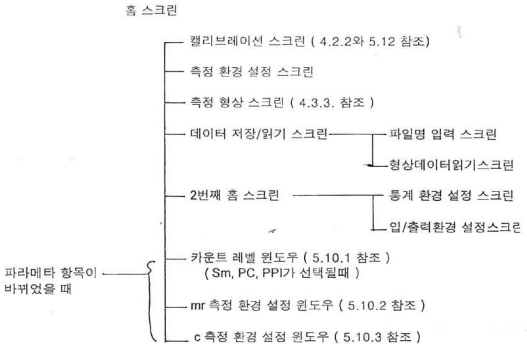 홈 스크린
캘리브레이션 스크린 ( 4.2.2와 5.12 참조)
측정 환경 설정 스크린
측정 형상 스크린 ( 4.3.3. 참조 )
데이터 저장/읽기 스크린
파일명 입력 스크린
형상데이터읽기스크린
2번째 홈 스크린
통계 환경 설정 스크린
입/출력환경 설정스크린
카운트 레벨 윈도우 ( 5.10.1 참조 )
( Sm, PC, PPI가 선택될때 )
파라메타 항목이
바뀌었을 때
mr 측정 환경 설정 윈도우 ( 5.10.2 참조 )
c 측정 환경 설정 윈도우 ( 5.10.3 참조 )